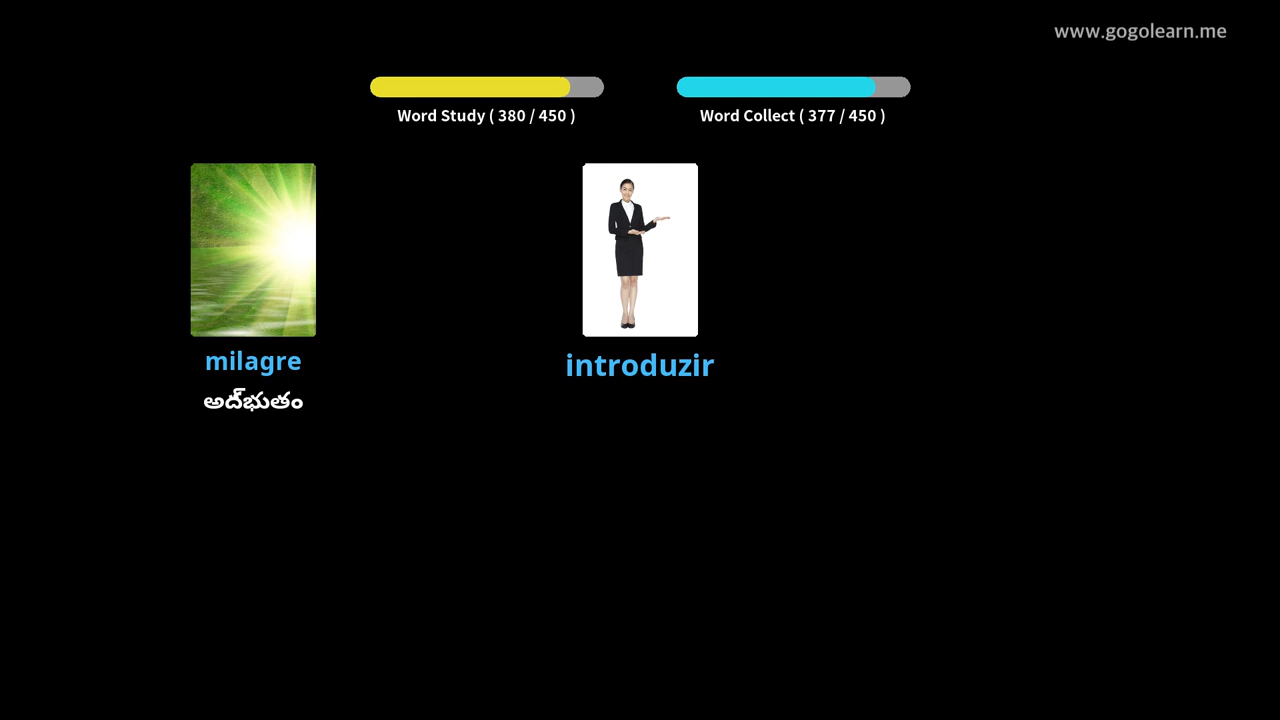 www.gogolearn.me
Word Study ( 380 / 450 )
Word Collect ( 377 / 450 )
milagre
అద్‌భుతం
introduzir